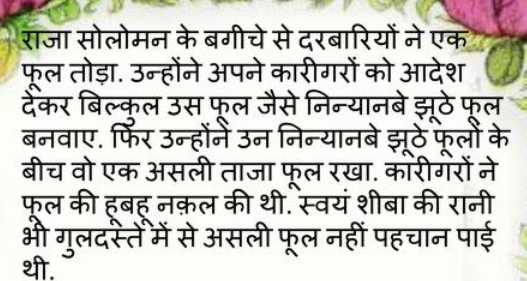 राजा सोलोमन के बगीचे से दरबारियों ने एक
फूल तोड़ा. उन्होंने अपने कारीगरों को आदेश
देकर बिल्कुल उस फूल जैसे निन्यानबे झूठे फूल
बनवाए. फिर उन्होंने उन निन्यानबे झूठे फूलों के
बीच वो एक असली ताजा फूल रखा. कारीगरों ने
फूल की हूबहू नक़ल की थी. स्वयं शीबा की रानी
भी गुलदस्ते में से असली फूल नहीं पहचान पाई
थी.